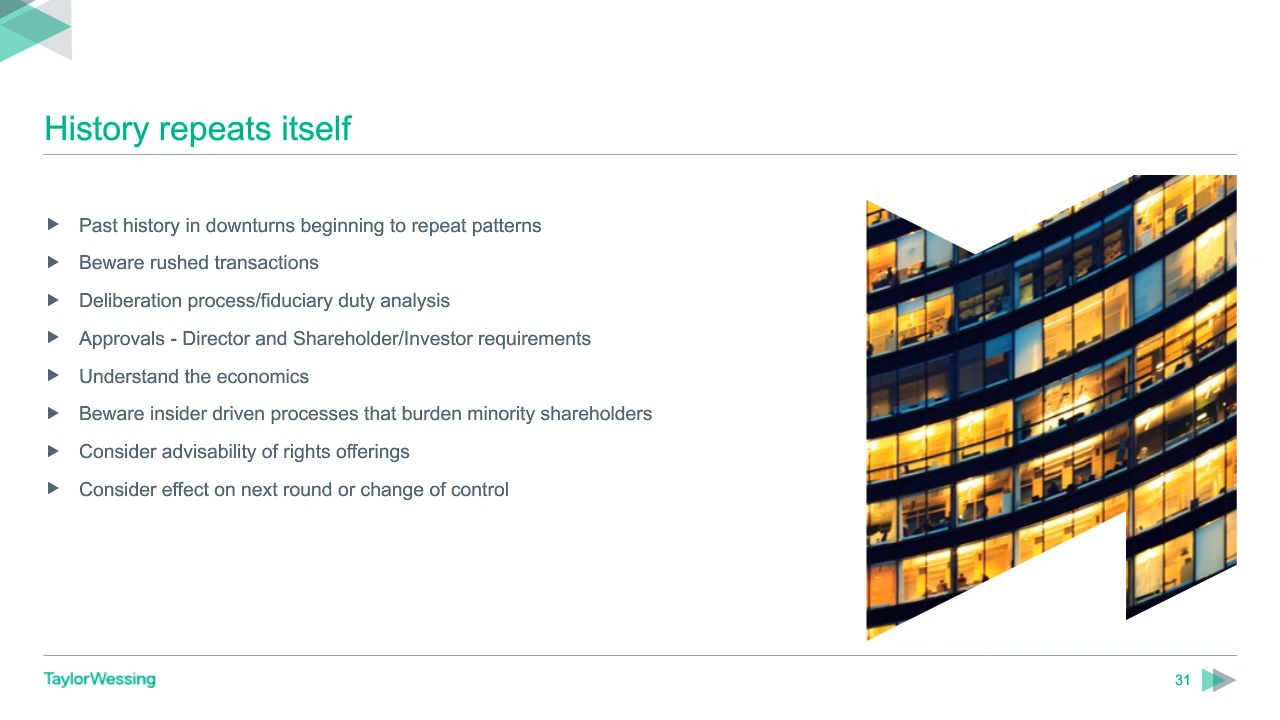 History repeats itself
Past history in downturns beginning to repeat patterns
Beware rushed transactions
Deliberation process/fiduciary duty analysis
Approvals - Director and Shareholder/Investor requirements
Understand the economics
Beware insider driven processes that burden minority shareholders
Consider advisability of rights offerings
Consider effect on next round or change of control
TaylorWessing
31